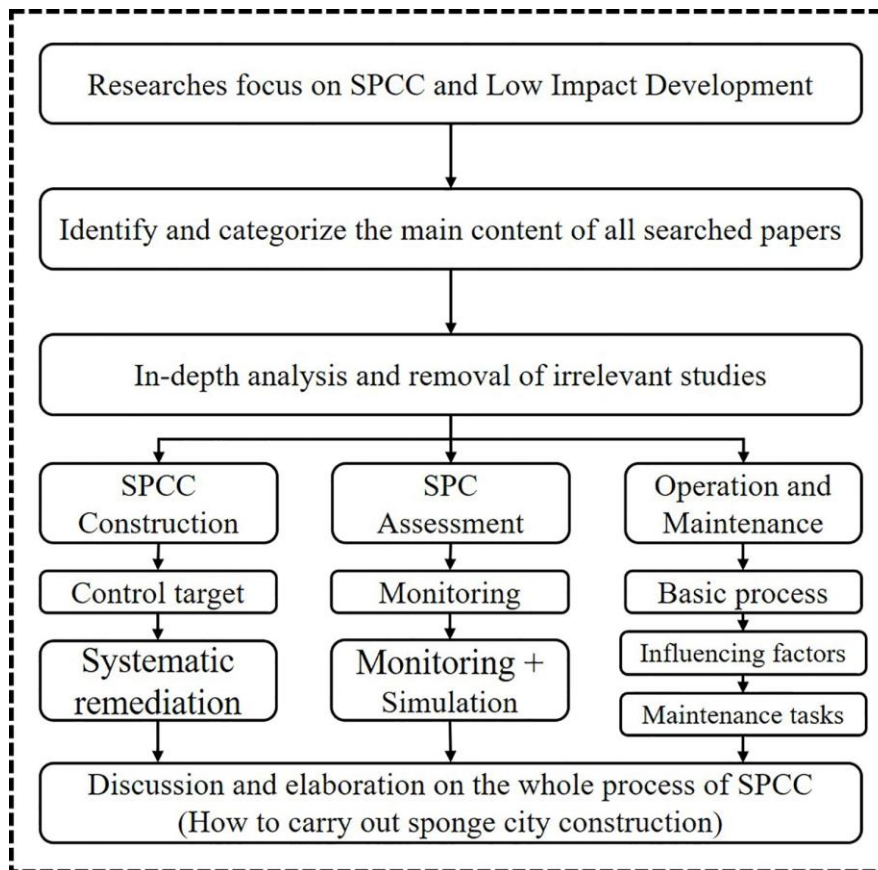 Researches focus on SPCC and Low Impact Development
Identify and categorize the main content of all searched papers
In-depth analysis and removal of irrelevant studies
SPCC
Construction
Control target
Systematic
remediation
SPC
Assessment
Monitoring
Monitoring +
Simulation
Operation and
Maintenance
Basic process
Influencing factors
Maintenance tasks
Discussion and elaboration on the whole process of SPCC
(How to carry out sponge city construction)